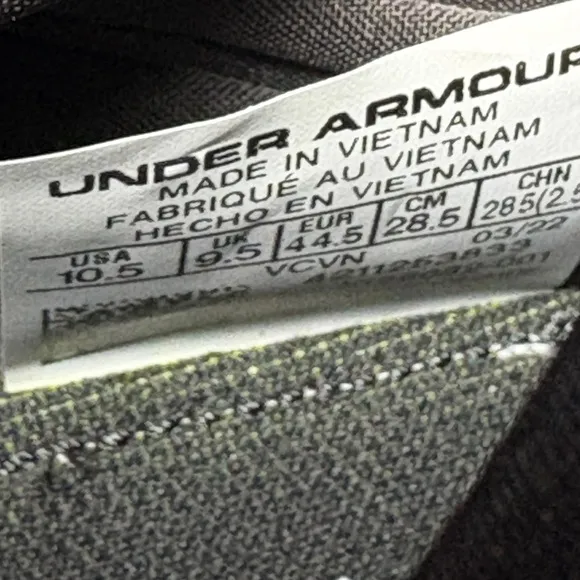 UNDER ARMOUR
MADE IN VIETNAM
FABRIQUÉ AU VIETNAM
HECHO EN VIETNAM
USA UK EUR CM CHN
10.5 9.5 44.5 28.5 285(2.5
VCVN 03/22